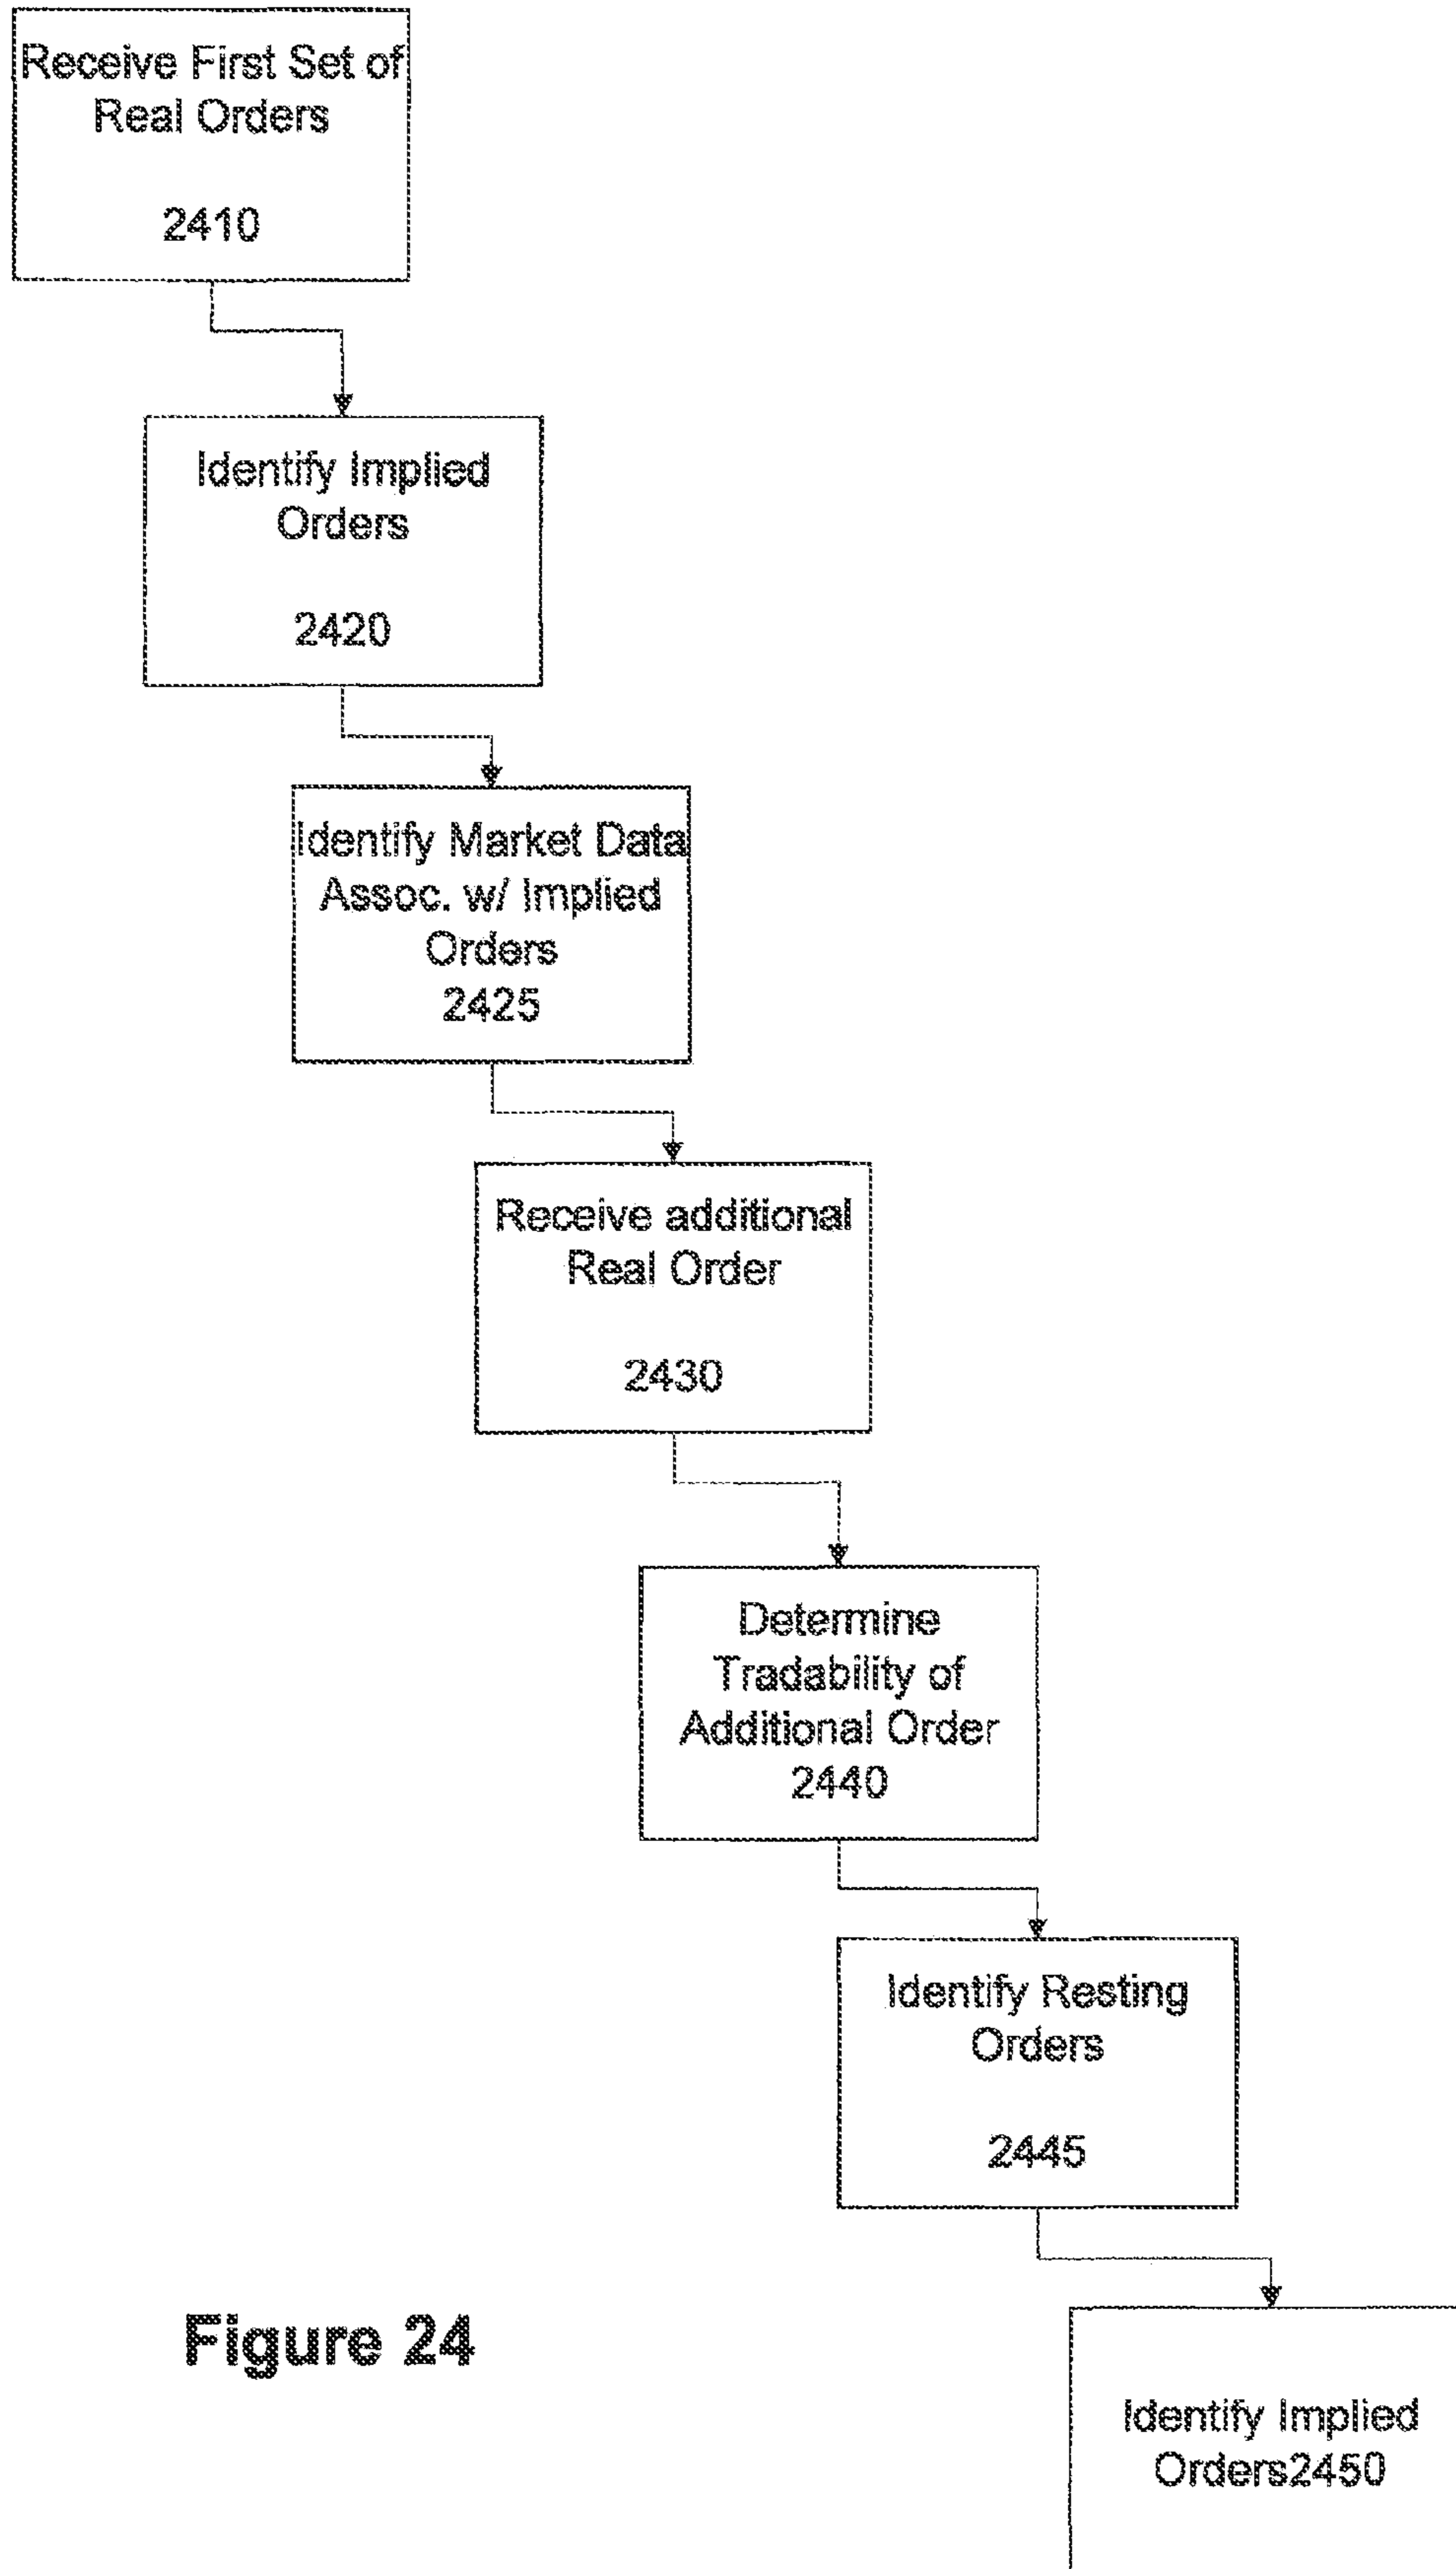 Receive First Set of
Real Orders
2410
Identify Implied
Orders
2420
Identify Market Data
Assoc. w/ Implied
Orders
2425
Receive additional
Real Order
2430
Determine
Tradability of
Additional Order
2440
Identify Resting
Orders
2445
Figure 24
Identify Implied
Orders2450